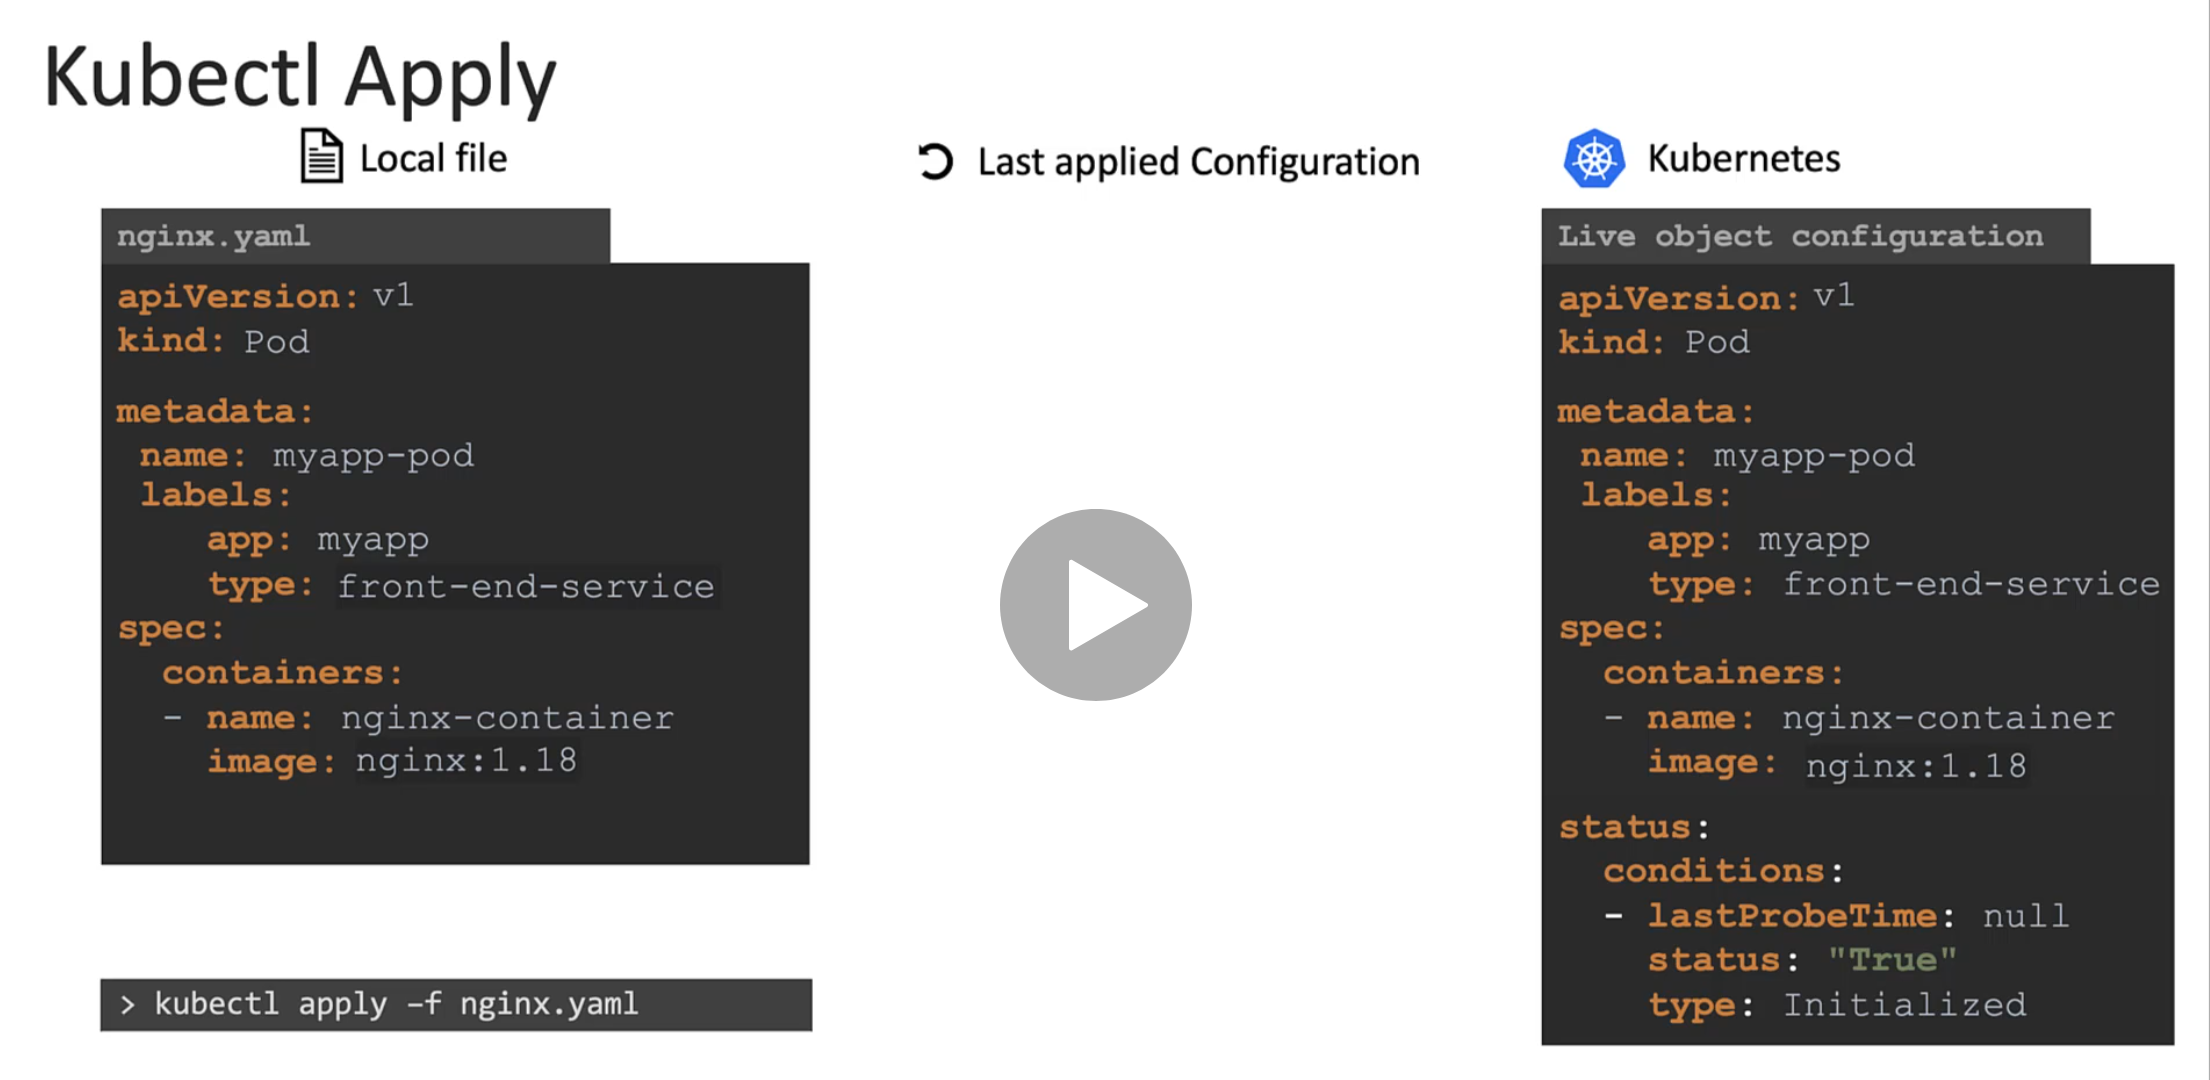 Kubectl Apply
Local file
nginx.yaml
apiVersion: v1
kind: Pod
metadata:
name: myapp-pod
labels:
app: myapp
type: front-end-service
spec:
containers:
- name: nginx-container
image: nginx:1.18
> kubectl apply –f nginx.yaml
Last applied Configuration
Kubernetes
Live object configuration
apiVersion: v1
kind: Pod
metadata:
name: myapp-pod
labels:
app: myapp
type: front-end-service
spec:
containers:
- name: nginx-container
image: nginx:1.18
status:
conditions:
- lastProbeTime: null
status: "True"
type: Initialized